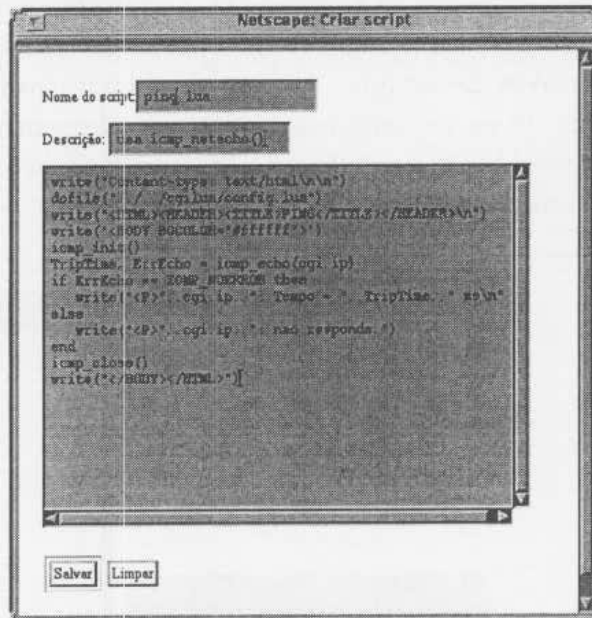 Netscape: Criar script
Nome do script: ping.lua
Descrição: usa icmp_netecho()
write("Content-type: text/html\n\n")
dofile("../../cgilua/config.lua")
write("<HTML><HEADER><TITLE>PING</TITLE></HEADER>\n")
write("<BODY BGCOLOR="#ffffff">")
icmp_init()
TripTime, ErrEcho = icmp_echo(cgi.ip)
if ErrEcho == ICMP_NOERROR then
write("<P>"..cgi.ip..": Tempo = "..TripTime.." ms\n"
else
write("<P>"..cgi.ip..": nao responde.")
end
icmp_close()
write("</BODY></HTML>")
Salvar Limpar